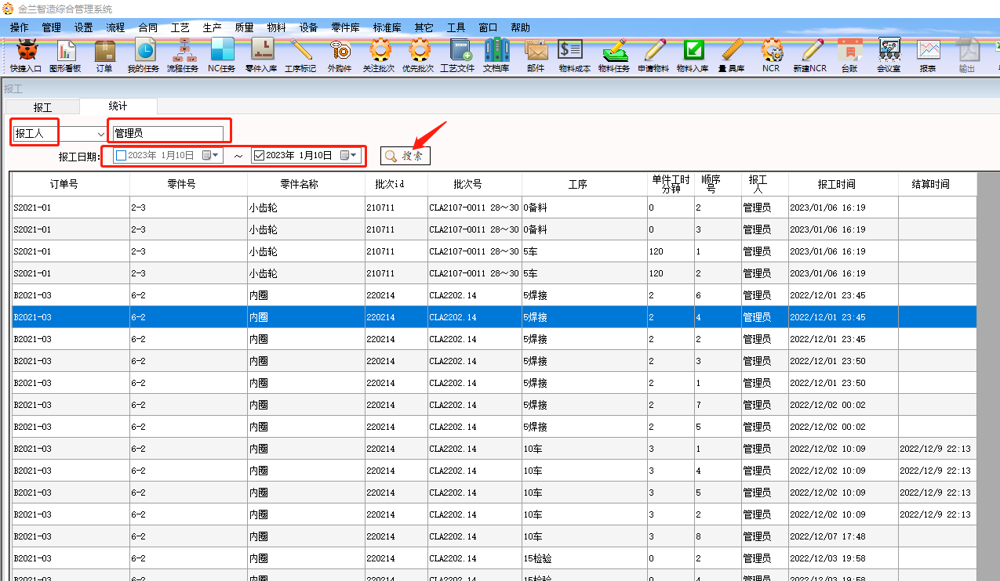 金兰智造综合管理系统
操作 管理 设置 流程 合同 工艺 生产 质量 物料 设备 零件库 标准库 其它 工具 窗口 帮助
快捷入口 图形看板 订单 我的任务 流程任务 NC任务 零件入库 工序标记 外购件 关注批次 优先批次 工艺文件 文档库 邮件 物料成本 物料任务 申请物料 物料入库 量具库 NCR 新建NCR 台账 会议室 报表 输出
报工
报工 统计
报工人 管理员
报工日期: 2023年 1月10日 ～ 2023年 1月10日 搜索
订单号 零件号 零件名称 批次id 批次号 工序 单件工时分钟 顺序号 报工人 报工时间 结算时间
S2021-01 2-3 小齿轮 210711 CLA2107-0011 28～30 0备料 0 2 管理员 2023/01/06 16:19
S2021-01 2-3 小齿轮 210711 CLA2107-0011 28～30 0备料 0 3 管理员 2023/01/06 16:19
S2021-01 2-3 小齿轮 210711 CLA2107-0011 28～30 5车 120 1 管理员 2023/01/06 16:19
S2021-01 2-3 小齿轮 210711 CLA2107-0011 28～30 5车 120 2 管理员 2023/01/06 16:19
B2021-03 6-2 内圈 220214 CLA2202.14 5焊接 2 6 管理员 2022/12/01 23:45
B2021-03 6-2 内圈 220214 CLA2202.14 5焊接 2 4 管理员 2022/12/01 23:45
B2021-03 6-2 内圈 220214 CLA2202.14 5焊接 2 2 管理员 2022/12/01 23:45
B2021-03 6-2 内圈 220214 CLA2202.14 5焊接 2 3 管理员 2022/12/01 23:50
B2021-03 6-2 内圈 220214 CLA2202.14 5焊接 2 1 管理员 2022/12/01 23:50
B2021-03 6-2 内圈 220214 CLA2202.14 5焊接 2 7 管理员 2022/12/02 00:02
B2021-03 6-2 内圈 220214 CLA2202.14 5焊接 2 5 管理员 2022/12/02 00:02
B2021-03 6-2 内圈 220214 CLA2202.14 10车 3 1 管理员 2022/12/02 10:09 2022/12/9 22:13
B2021-03 6-2 内圈 220214 CLA2202.14 10车 3 4 管理员 2022/12/02 10:09 2022/12/9 22:13
B2021-03 6-2 内圈 220214 CLA2202.14 10车 3 5 管理员 2022/12/02 10:09 2022/12/9 22:13
B2021-03 6-2 内圈 220214 CLA2202.14 10车 3 2 管理员 2022/12/02 10:09 2022/12/9 22:13
B2021-03 6-2 内圈 220214 CLA2202.14 10车 3 8 管理员 2022/12/07 17:48
B2021-03 6-2 内圈 220214 CLA2202.14 15检验 0 2 管理员 2022/12/03 19:58
B2021-03 6-2 内圈 220214 CLA2202.14 15检验 0 4 管理员 2022/12/03 19:58